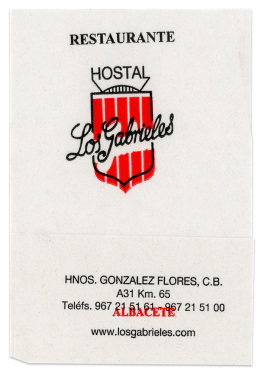 RESTAURANTE
HOSTAL
Los Gabrieles
HNOS. GONZALEZ FLORES, C.B.
A31 Km. 65
Teléfs. 967 21 51 61 - 967 21 51 00
ALBACETE
www.losgabrieles.com